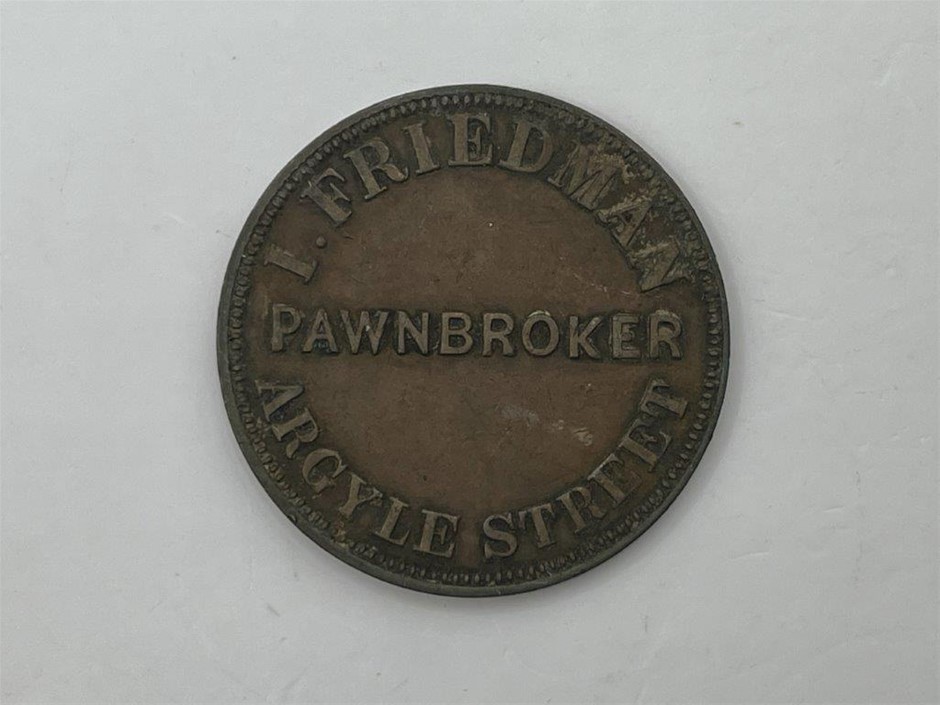 I. FRIEDMAN
PAWNBROKER
ARGYLE STREET